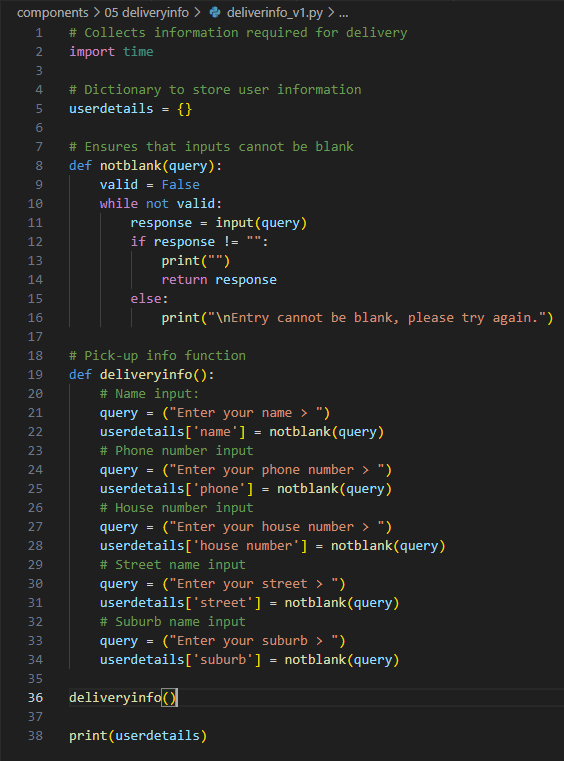 components > 05 deliveryinfo > deliverinfo_v1.py > ...
1 # Collects information required for delivery
2 import time
3
4 # Dictionary to store user information
5 userdetails = {}
6
7 # Ensures that inputs cannot be blank
8 def notblank(query):
9     valid = False
10     while not valid:
11         response = input(query)
12         if response != "":
13             print("")
14             return response
15         else:
16             print("\nEntry cannot be blank, please try again.")
17
18 # Pick-up info function
19 def deliveryinfo():
20     # Name input:
21     query = ("Enter your name > ")
22     userdetails['name'] = notblank(query)
23     # Phone number input
24     query = ("Enter your phone number > ")
25     userdetails['phone'] = notblank(query)
26     # House number input
27     query = ("Enter your house number > ")
28     userdetails['house number'] = notblank(query)
29     # Street name input
30     query = ("Enter your street > ")
31     userdetails['street'] = notblank(query)
32     # Suburb name input
33     query = ("Enter your suburb > ")
34     userdetails['suburb'] = notblank(query)
35
36 deliveryinfo()
37
38 print(userdetails)